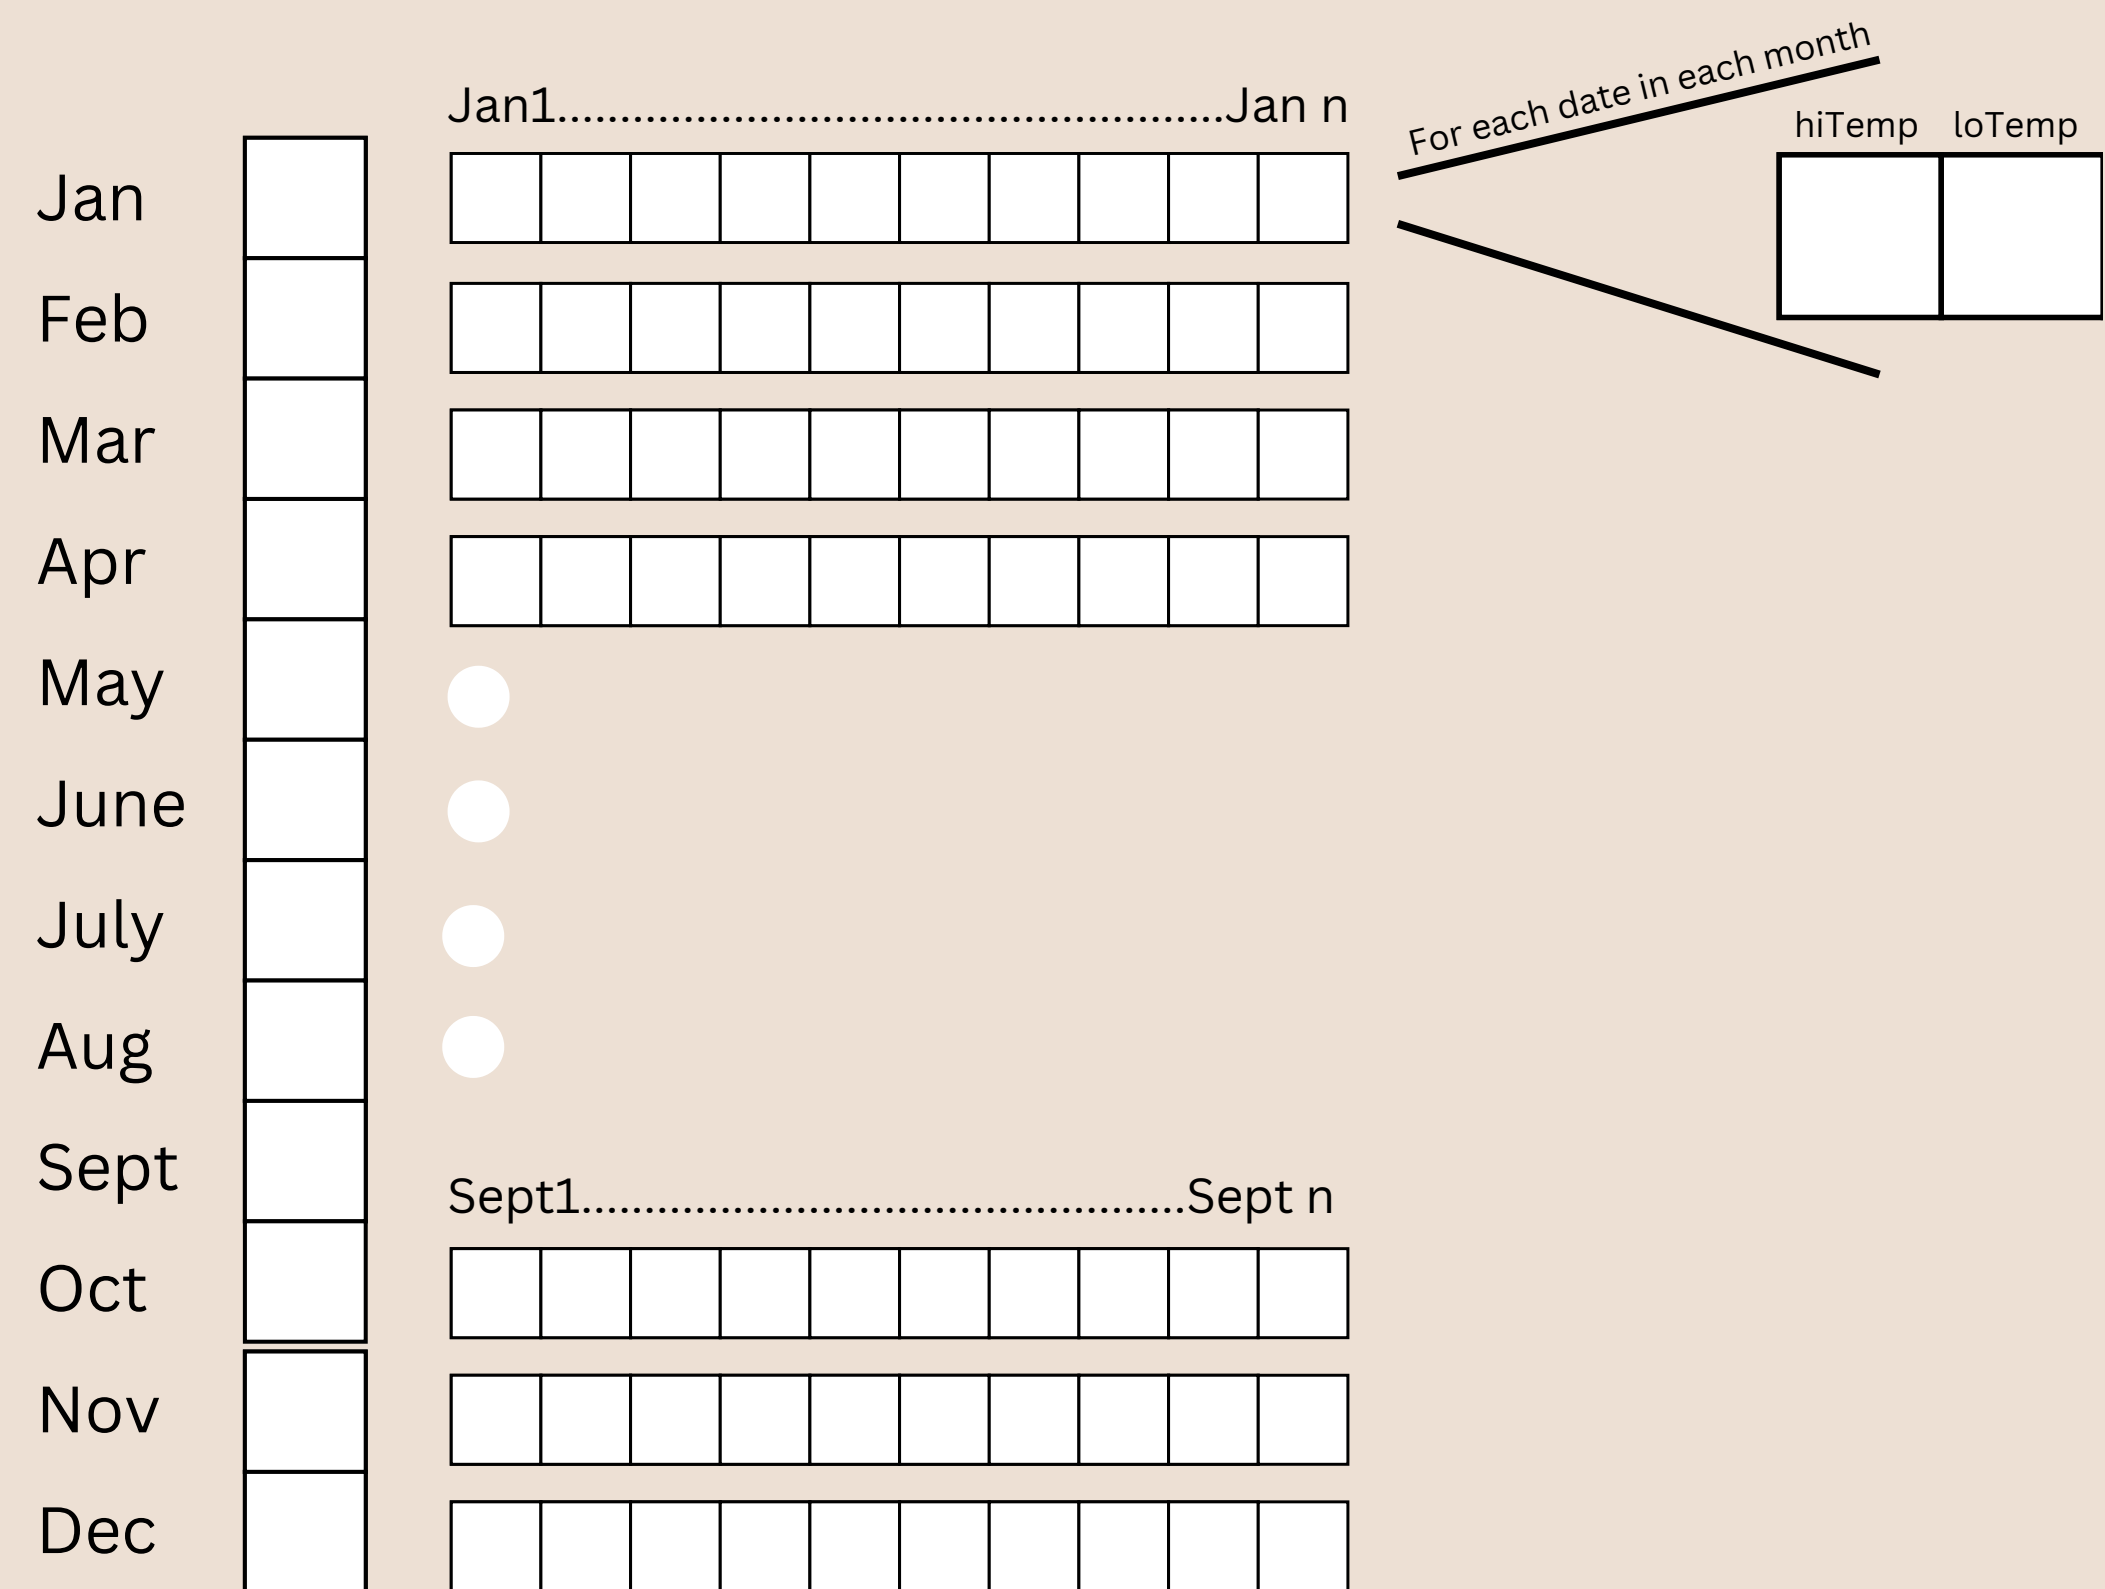 For each date in each month
Jan1.....................................................Jan n
hiTemp loTemp
Jan
Feb
Mar
Apr
May
June
July
Aug
Sept
Sept1................................................Sept n
Oct
Nov
Dec